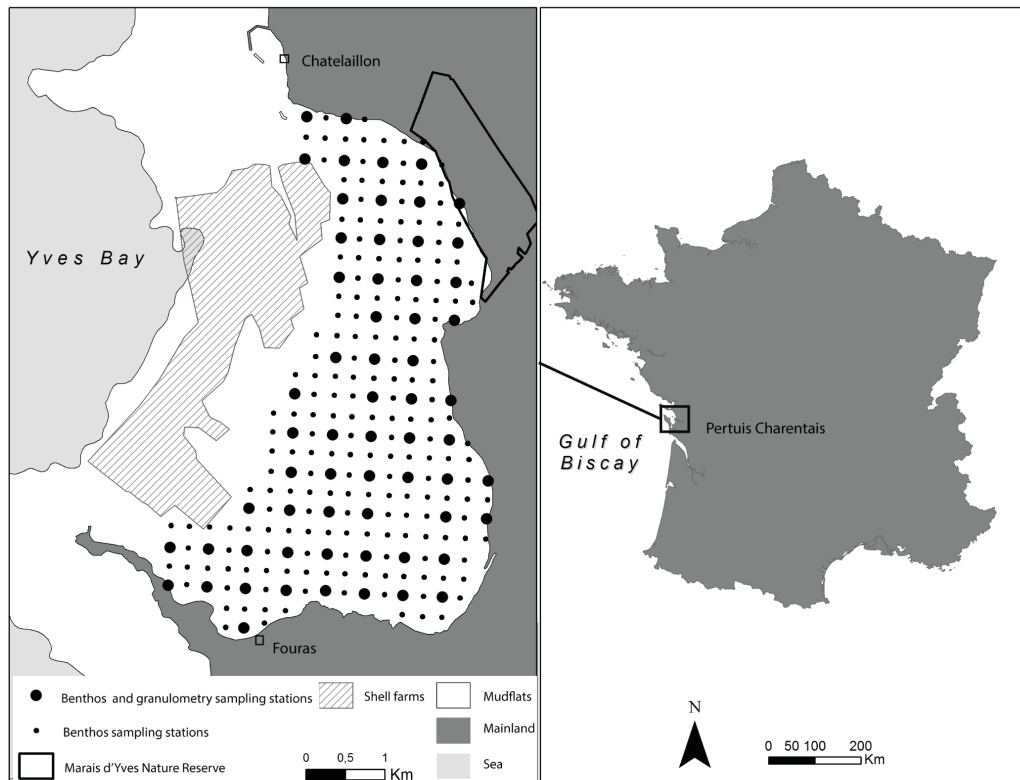 Chatelaillon
Yves Bay
Fouras
Benthos and granulometry sampling stations
Shell farms
Mudflats
Benthos sampling stations
Mainland
Marais d'Yves Nature Reserve
0 0,5 1
Km
Sea
Pertuis Charentais
Gulf of
Biscay
N
0 50 100 200
Km